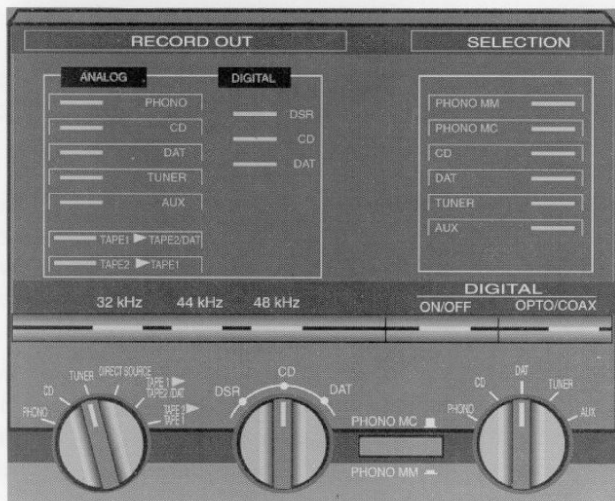 RECORD OUT
ANALOG
PHONO
CD
DAT
TUNER
AUX
TAPE1 ▶ TAPE2/DAT
TAPE2 ▶ TAPE1
DIGITAL
DSR
CD
DAT
SELECTION
PHONO MM
PHONO MC
CD
DAT
TUNER
AUX
32 kHz 44 kHz 48 kHz
DIGITAL
ON/OFF OPTO/COAX
PHONO
CD
TUNER
DIRECT SOURCE
TAPE 1 ▶
TAPE2 /DAT
TAPE 2 ▶
TAPE 1
DSR
CD
DAT
PHONO MC
PHONO MM
PHONO
CD
DAT
TUNER
AUX